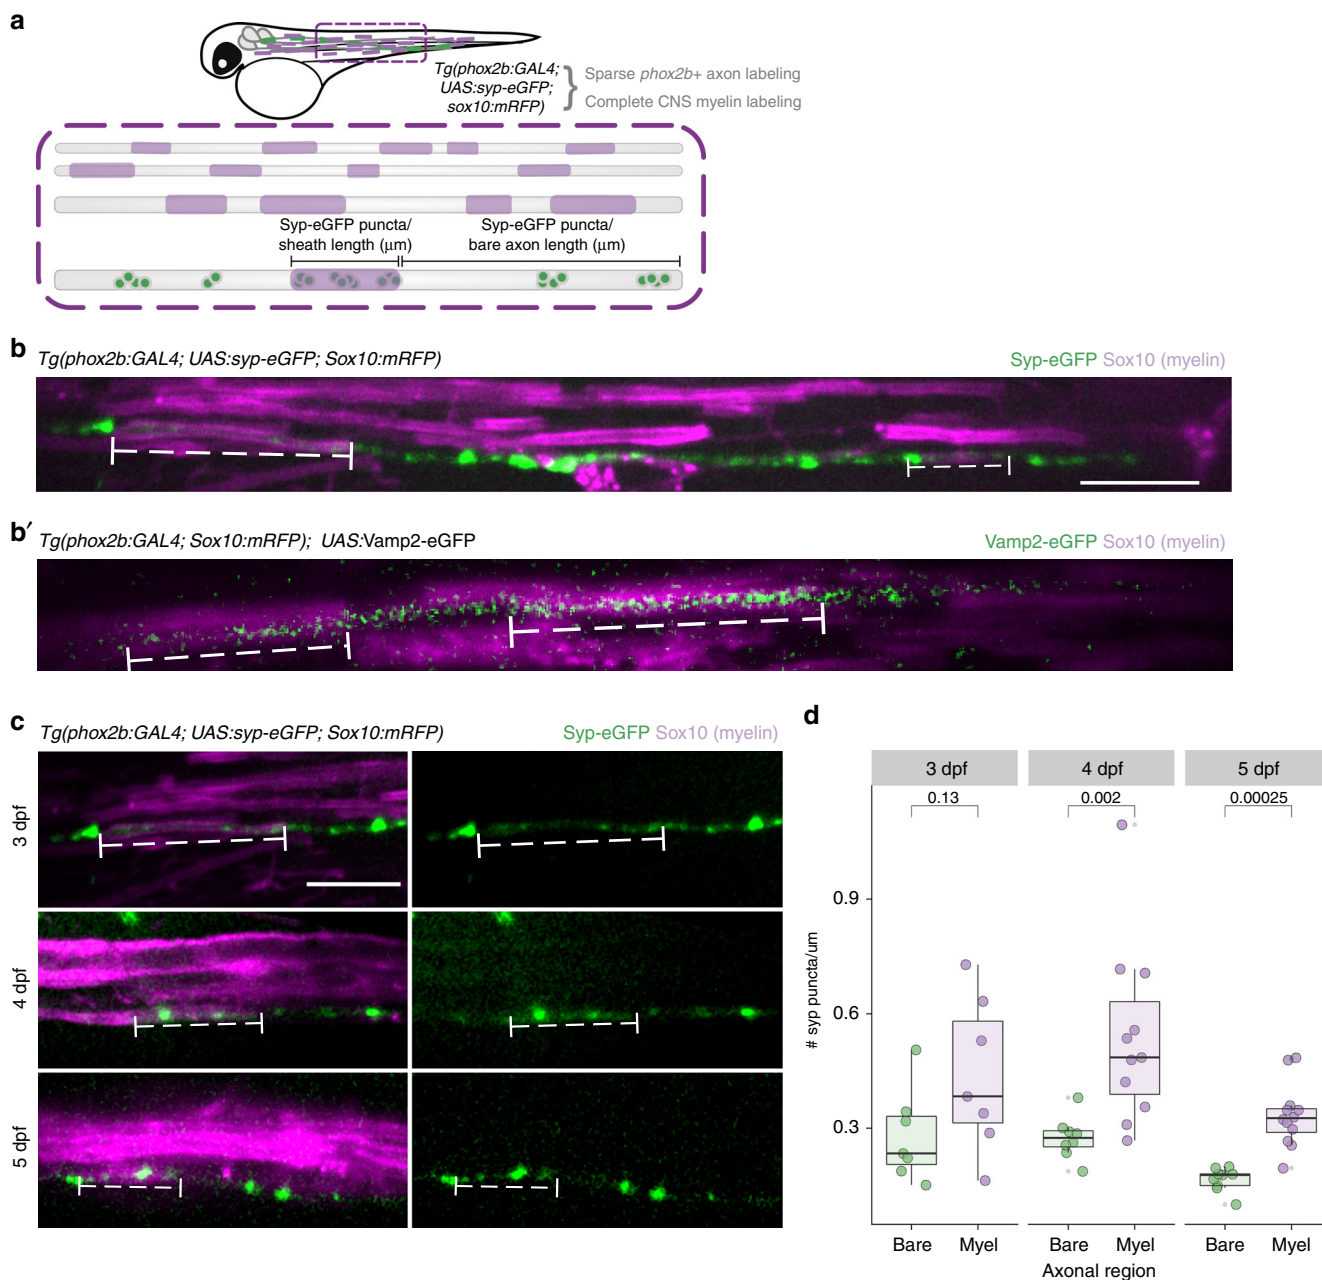 a
Tg(phox2b:GAL4;
UAS:syp-eGFP;
sox10:mRFP)
Sparse phox2b+ axon labeling
Complete CNS myelin labeling
Syp-eGFP puncta/
sheath length (μm)
Syp-eGFP puncta/
bare axon length (μm)
b
Tg(phox2b:GAL4; UAS:syp-eGFP; Sox10:mRFP)
Syp-eGFP Sox10 (myelin)
b′
Tg(phox2b:GAL4; Sox10:mRFP); UAS:Vamp2-eGFP
Vamp2-eGFP Sox10 (myelin)
c
Tg(phox2b:GAL4; UAS:syp-eGFP; Sox10:mRFP)
Syp-eGFP Sox10 (myelin)
3 dpf
4 dpf
5 dpf
d
3 dpf
4 dpf
5 dpf
0.13
0.002
0.00025
# syp puncta/um
0.9
0.6
0.3
Bare
Myel
Bare
Myel
Bare
Myel
Axonal region